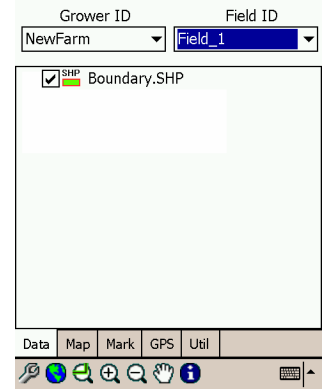 Grower ID Field ID
NewFarm Field_1
SHP Boundary.SHP
Data Map Mark GPS Util